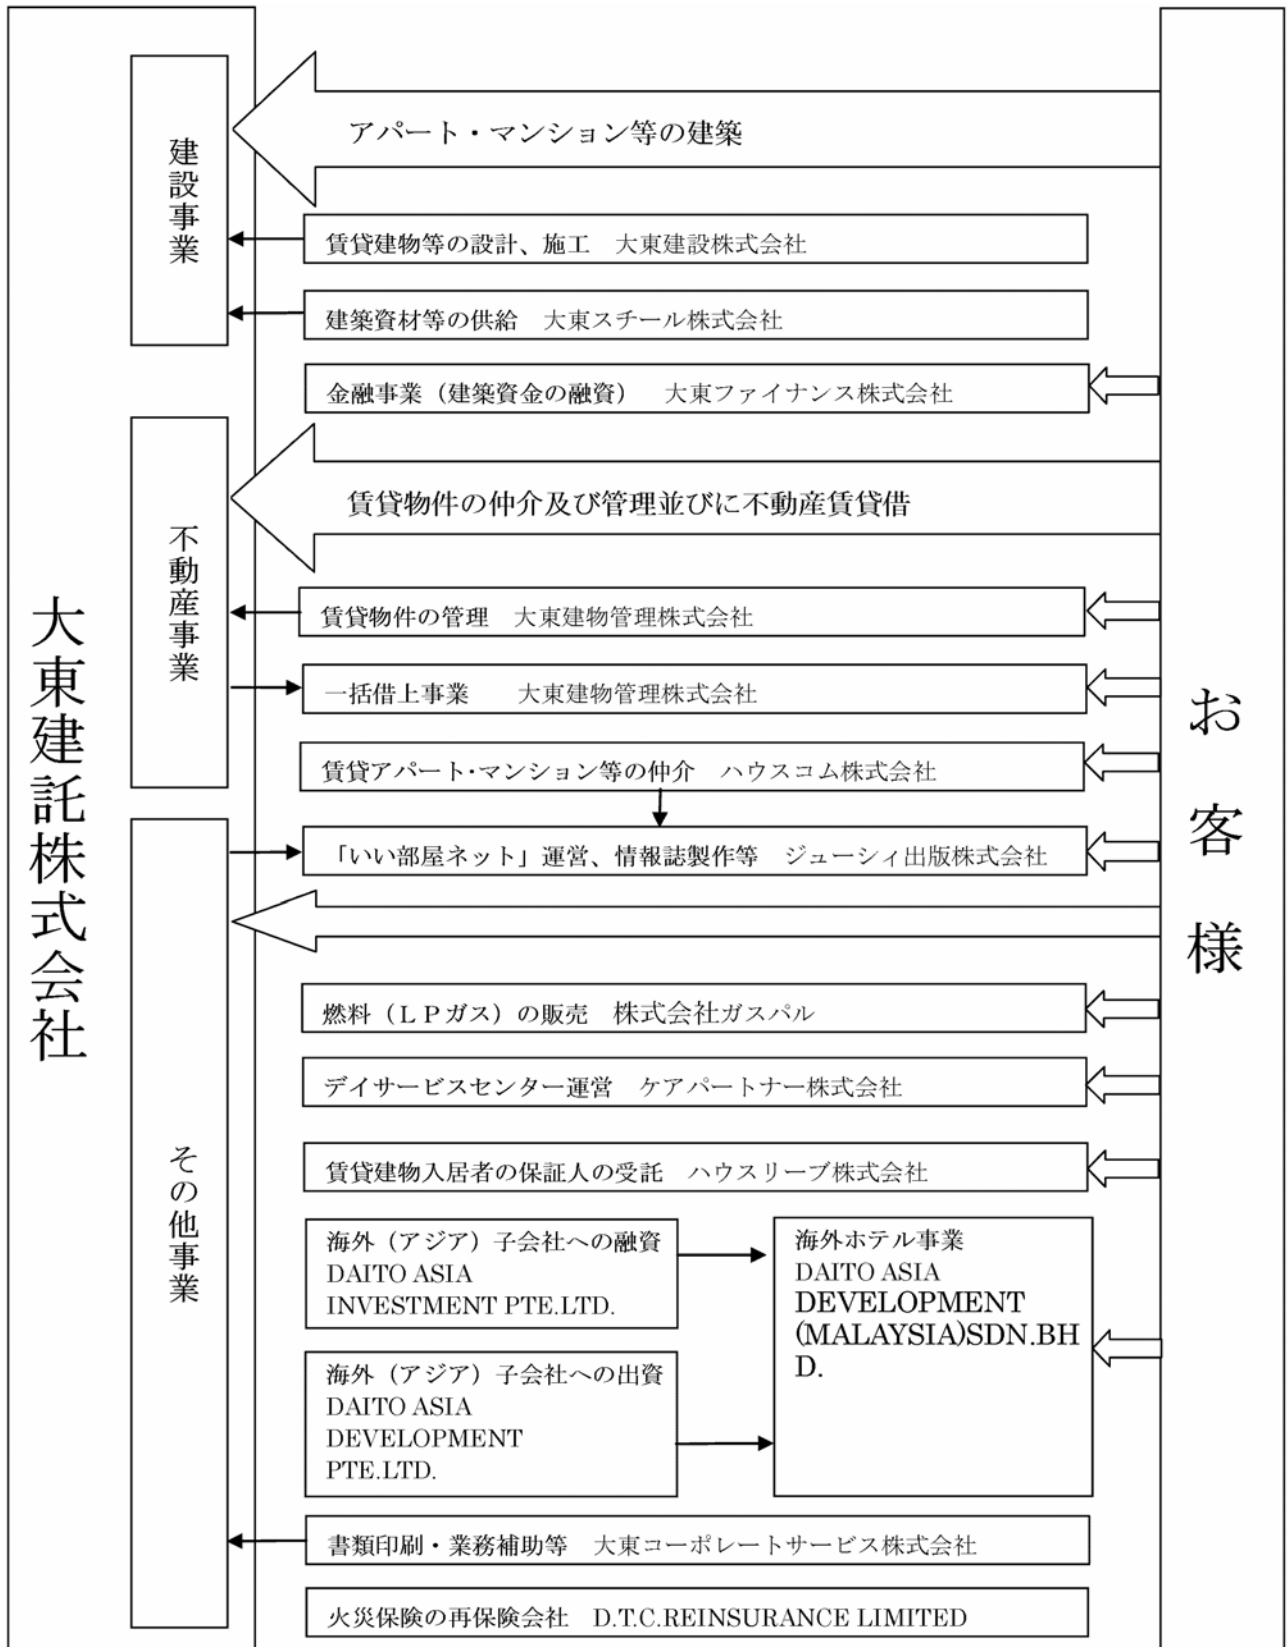 大東建託株式会社
建設事業
アパート・マンション等の建築
賃貸建物等の設計、施工　大東建設株式会社
建築資材等の供給　大東スチール株式会社
金融事業（建築資金の融資）　大東ファイナンス株式会社
不動産事業
賃貸物件の仲介及び管理並びに不動産賃貸借
賃貸物件の管理　大東建物管理株式会社
一括借上事業　　大東建物管理株式会社
賃貸アパート・マンション等の仲介　ハウスコム株式会社
その他事業
「いい部屋ネット」運営、情報誌製作等　ジューシィ出版株式会社
燃料（ＬＰガス）の販売　株式会社ガスパル
デイサービスセンター運営　ケアパートナー株式会社
賃貸建物入居者の保証人の受託　ハウスリーブ株式会社
海外（アジア）子会社への融資
DAITO ASIA
INVESTMENT PTE.LTD.
海外（アジア）子会社への出資
DAITO ASIA
DEVELOPMENT
PTE.LTD.
海外ホテル事業
DAITO ASIA
DEVELOPMENT
(MALAYSIA)SDN.BH
D.
書類印刷・業務補助等　大東コーポレートサービス株式会社
火災保険の再保険会社　D.T.C.REINSURANCE LIMITED
お客様